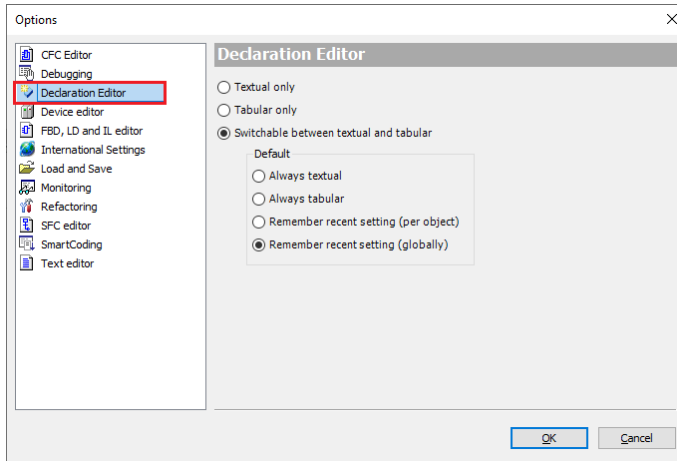 Options
CFC Editor
Debugging
Declaration Editor
Device editor
FBD, LD and IL editor
International Settings
Load and Save
Monitoring
Refactoring
SFC editor
SmartCoding
Text editor
Declaration Editor
Textual only
Tabular only
Switchable between textual and tabular
Default
Always textual
Always tabular
Remember recent setting (per object)
Remember recent setting (globally)
OK
Cancel